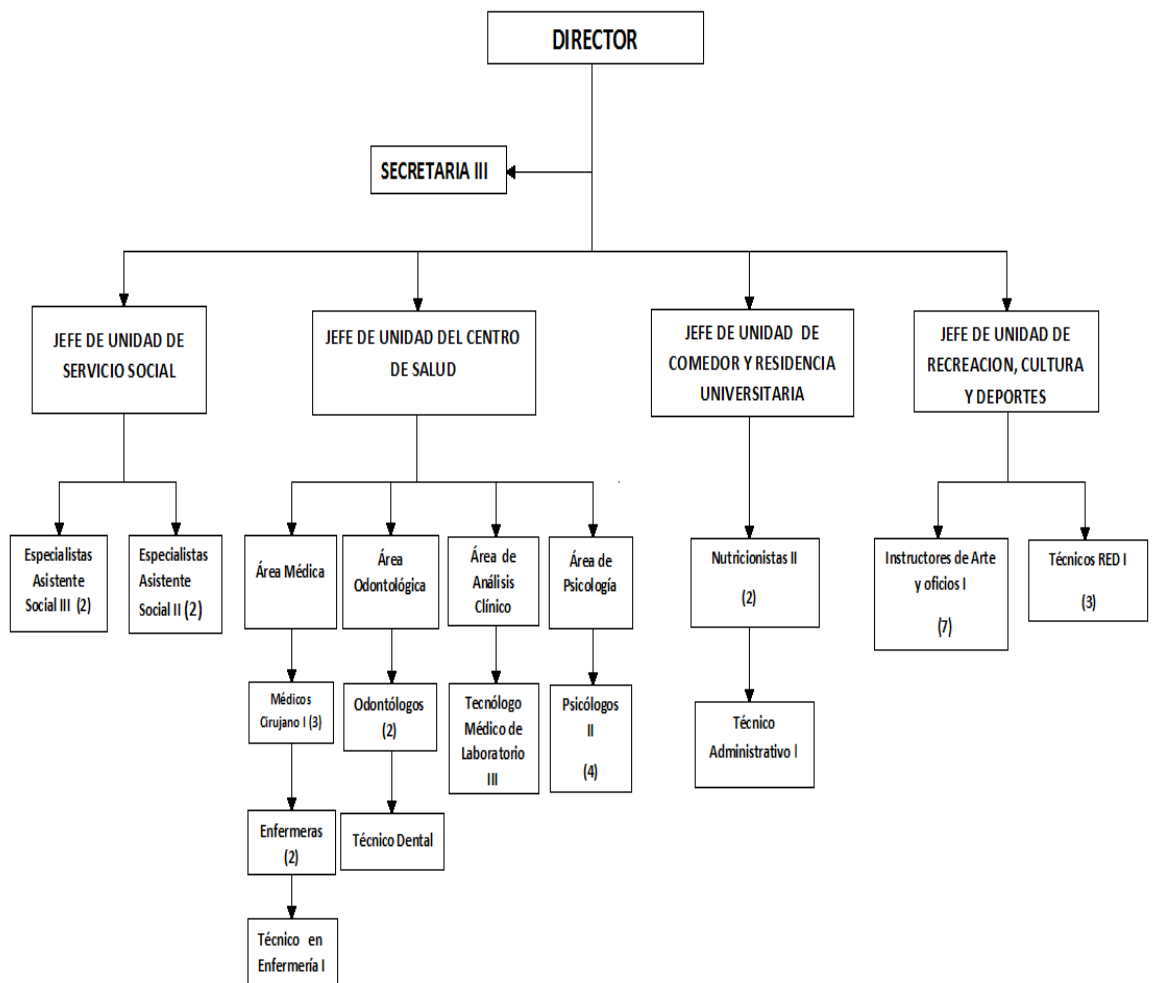 DIRECTOR
SECRETARIA III
JEFE DE UNIDAD DE
SERVICIO SOCIAL
JEFE DE UNIDAD DEL CENTRO
DE SALUD
JEFE DE UNIDAD DE
COMEDOR Y RESIDENCIA
UNIVERSITARIA
JEFE DE UNIDAD DE
RECREACION, CULTURA
Y DEPORTES
Especialistas
Asistente
Social III (2)
Especialistas
Asistente
Social II (2)
Área Médica
Área
Odontológica
Área de
Análisis
Clínico
Área de
Psicología
Nutricionistas II
(2)
Instructores de Arte
y oficios I
(7)
Técnicos RED I
(3)
Médicos
Cirujano I (3)
Odontólogos
(2)
Tecnólogo
Médico de
Laboratorio
III
Psicólogos
II
(4)
Técnico
Administrativo I
Enfermeras
(2)
Técnico Dental
Técnico en
Enfermería I